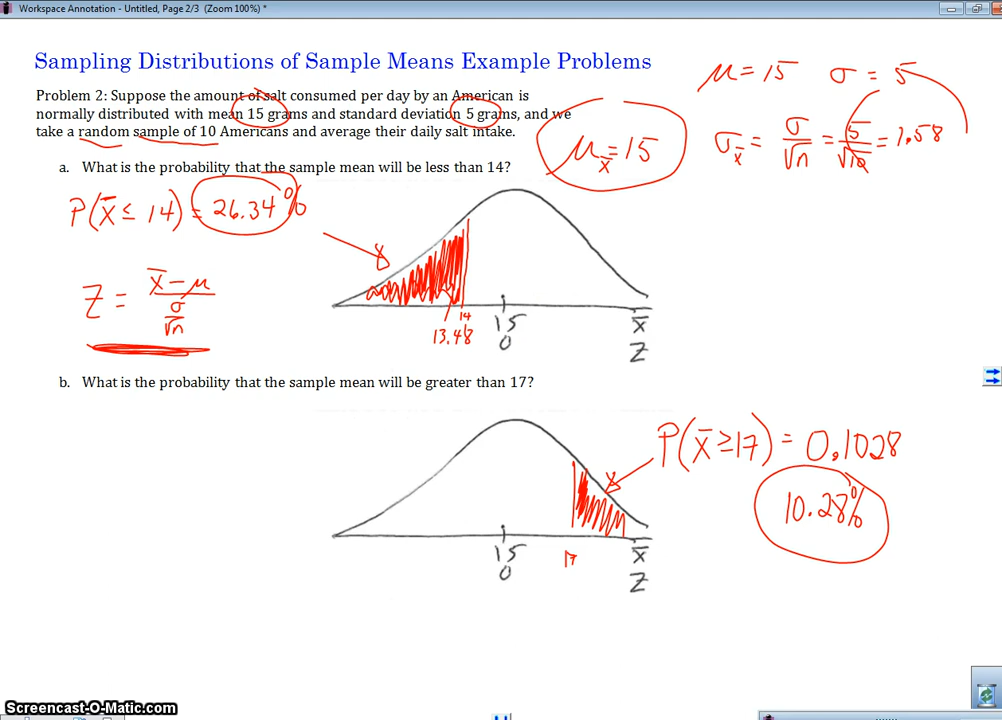 Workspace Annotation - Untitled, Page 2/3 (Zoom 100%) *
Sampling Distributions of Sample Means Example Problems
Problem 2: Suppose the amount of salt consumed per day by an American is
normally distributed with mean 15 grams and standard deviation 5 grams, and we
take a random sample of 10 Americans and average their daily salt intake.
μ = 15 σ = 5
μx̄ = 15
σx̄ = σ/√n = 5/√10 = 1.58
a. What is the probability that the sample mean will be less than 14?
P(x̄ ≤ 14) = 26.34%
Z = (x̄ - μ)/(σ/√n)
14
13.48
15
0
x̄
Z
b. What is the probability that the sample mean will be greater than 17?
P(x̄ ≥ 17) = 0.1028
10.28%
17
15
0
x̄
Z
Screencast-O-Matic.com